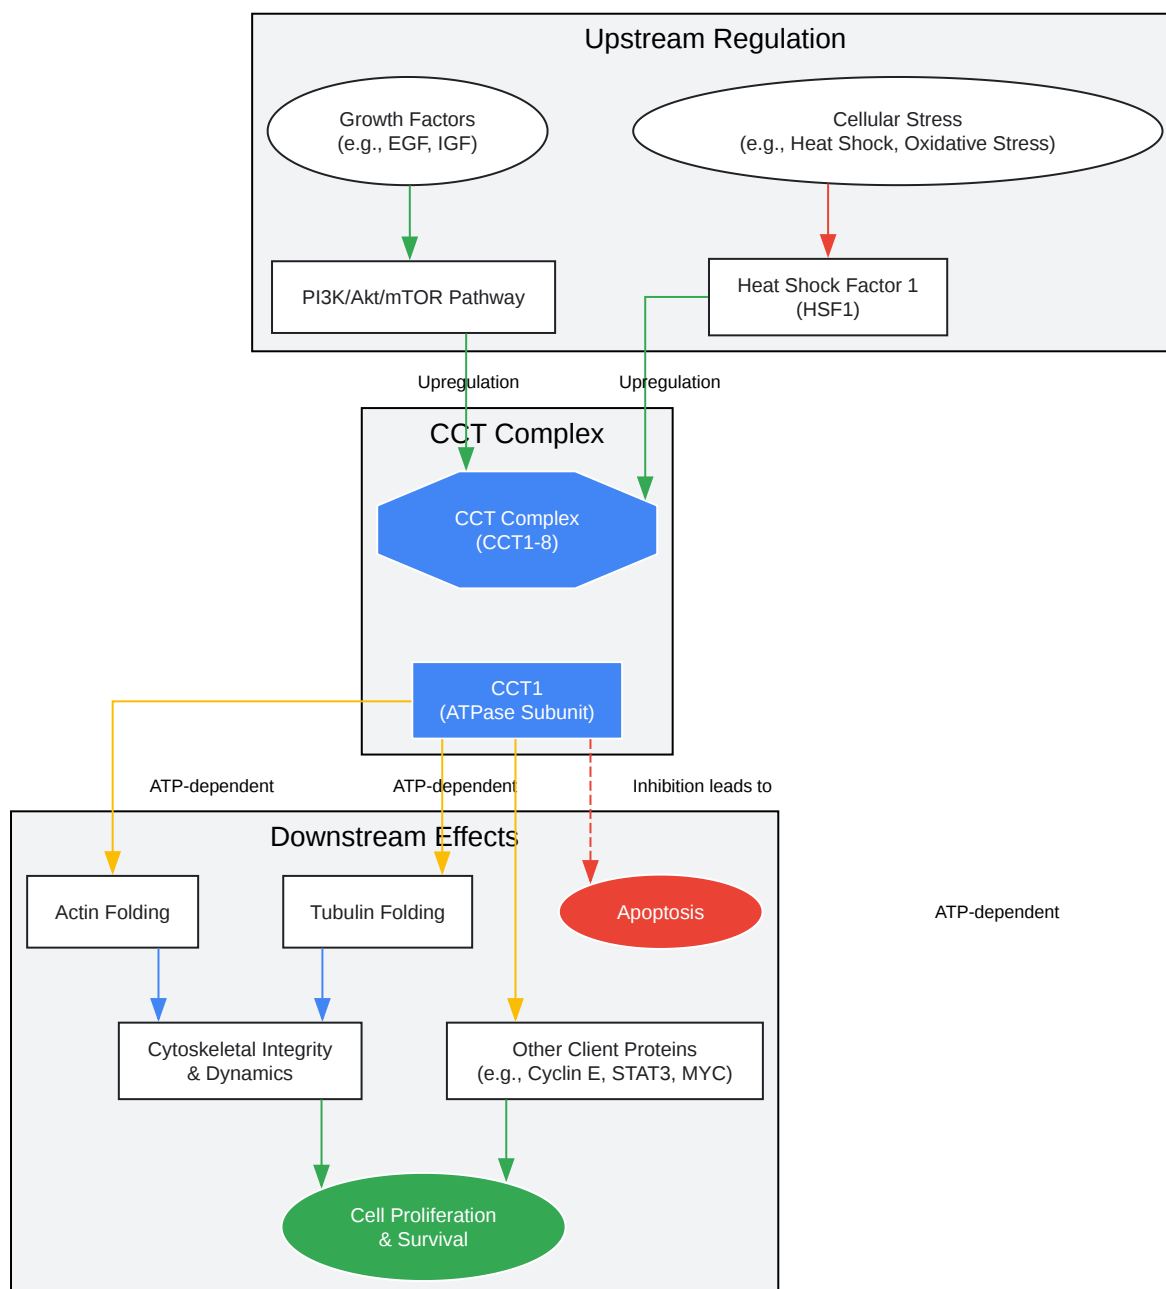 Upstream Regulation
Growth Factors
(e.g., EGF, IGF)
Cellular Stress
(e.g., Heat Shock, Oxidative Stress)
PI3K/Akt/mTOR Pathway
Heat Shock Factor 1
(HSF1)
Upregulation
Upregulation
CCT Complex
CCT Complex
(CCT1-8)
CCT1
(ATPase Subunit)
ATP-dependent
ATP-dependent
Inhibition leads to
Downstream Effects
Actin Folding
Tubulin Folding
Apoptosis
ATP-dependent
Cytoskeletal Integrity
& Dynamics
Other Client Proteins
(e.g., Cyclin E, STAT3, MYC)
Cell Proliferation
& Survival